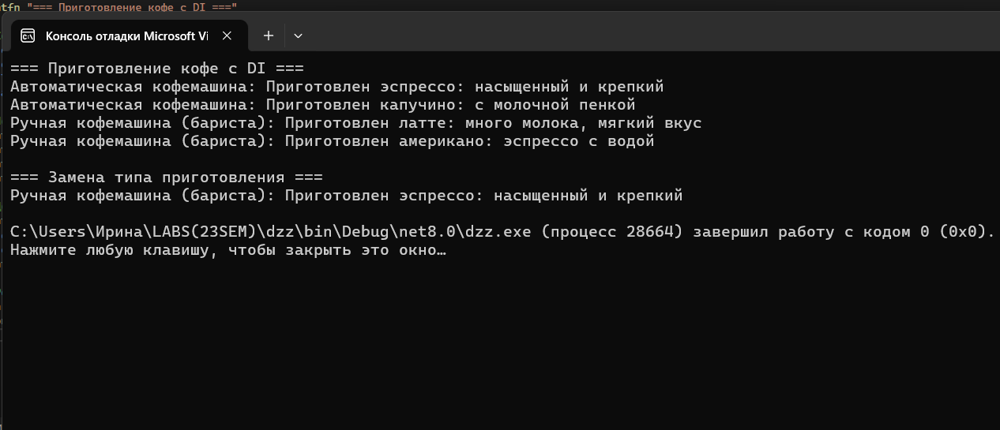 tfn "=== Приготовление кофе с DI ==="
Консоль отладки Microsoft Vi
=== Приготовление кофе с DI ===
Автоматическая кофемашина: Приготовлен эспрессо: насыщенный и крепкий
Автоматическая кофемашина: Приготовлен капучино: с молочной пенкой
Ручная кофемашина (бариста): Приготовлен латте: много молока, мягкий вкус
Ручная кофемашина (бариста): Приготовлен американо: эспрессо с водой
=== Замена типа приготовления ===
Ручная кофемашина (бариста): Приготовлен эспрессо: насыщенный и крепкий
C:\Users\Ирина\LABS(23SEM)\dzz\bin\Debug\net8.0\dzz.exe (процесс 28664) завершил работу с кодом 0 (0x0).
Нажмите любую клавишу, чтобы закрыть это окно…